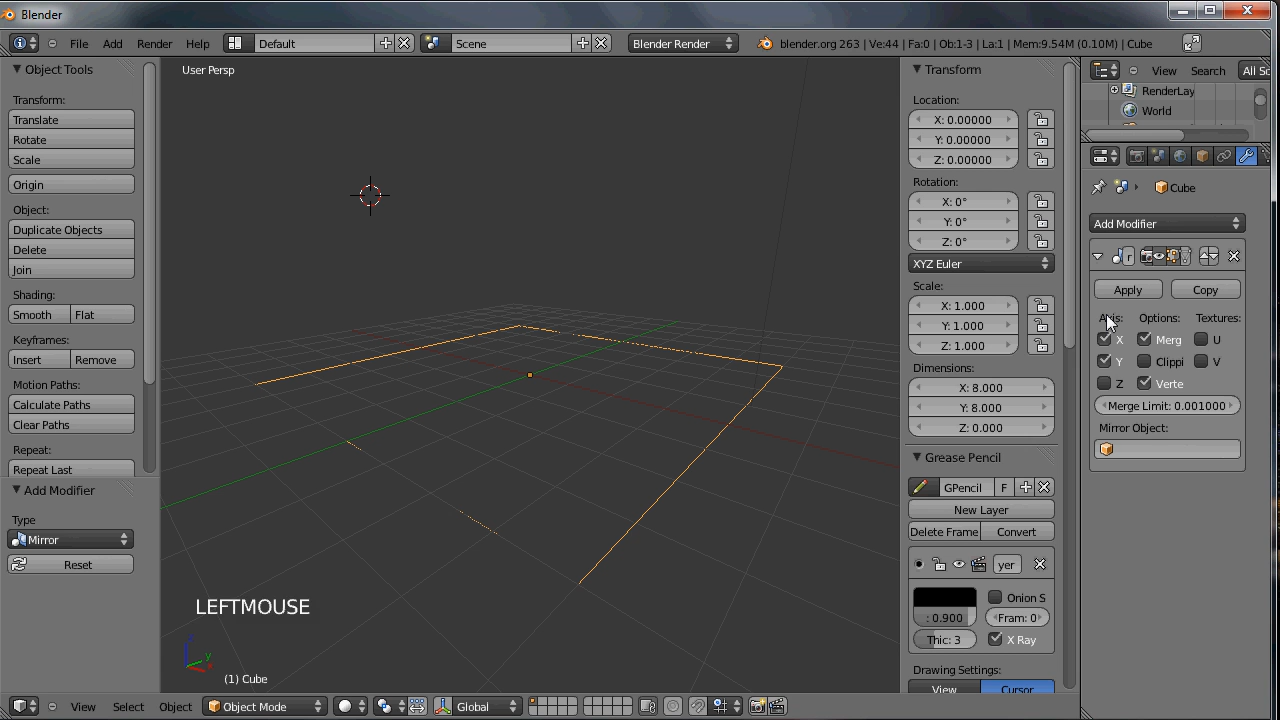 Blender
File Add Render Help Default Scene Blender Render blender.org 263 | Ve:44 | Fa:0 | Ob:1-3 | La:1 | Mem:9.54M (0.10M) | Cube
Object Tools
Transform:
Translate
Rotate
Scale
Origin
Object:
Duplicate Objects
Delete
Join
Shading:
Smooth Flat
Keyframes:
Insert Remove
Motion Paths:
Calculate Paths
Clear Paths
Repeat:
Repeat Last
Add Modifier
Type
Mirror
Reset
User Persp
LEFTMOUSE
z
y
x
(1) Cube
Transform
Location:
X: 0.00000
Y: 0.00000
Z: 0.00000
Rotation:
X: 0°
Y: 0°
Z: 0°
XYZ Euler
Scale:
X: 1.000
Y: 1.000
Z: 1.000
Dimensions:
X: 8.000
Y: 8.000
Z: 0.000
Grease Pencil
GPencil F
New Layer
Delete Frame Convert
yer
Onion S
: 0.900 Fram: 0
Thic: 3 X Ray
Drawing Settings:
View Cursor
View Search All Sc
RenderLay
World
Cube
Add Modifier
r
Apply Copy
Axis: Options: Textures:
X Merg U
Y Clippi V
Z Verte
Merge Limit: 0.001000
Mirror Object:
View Select Object Object Mode Global